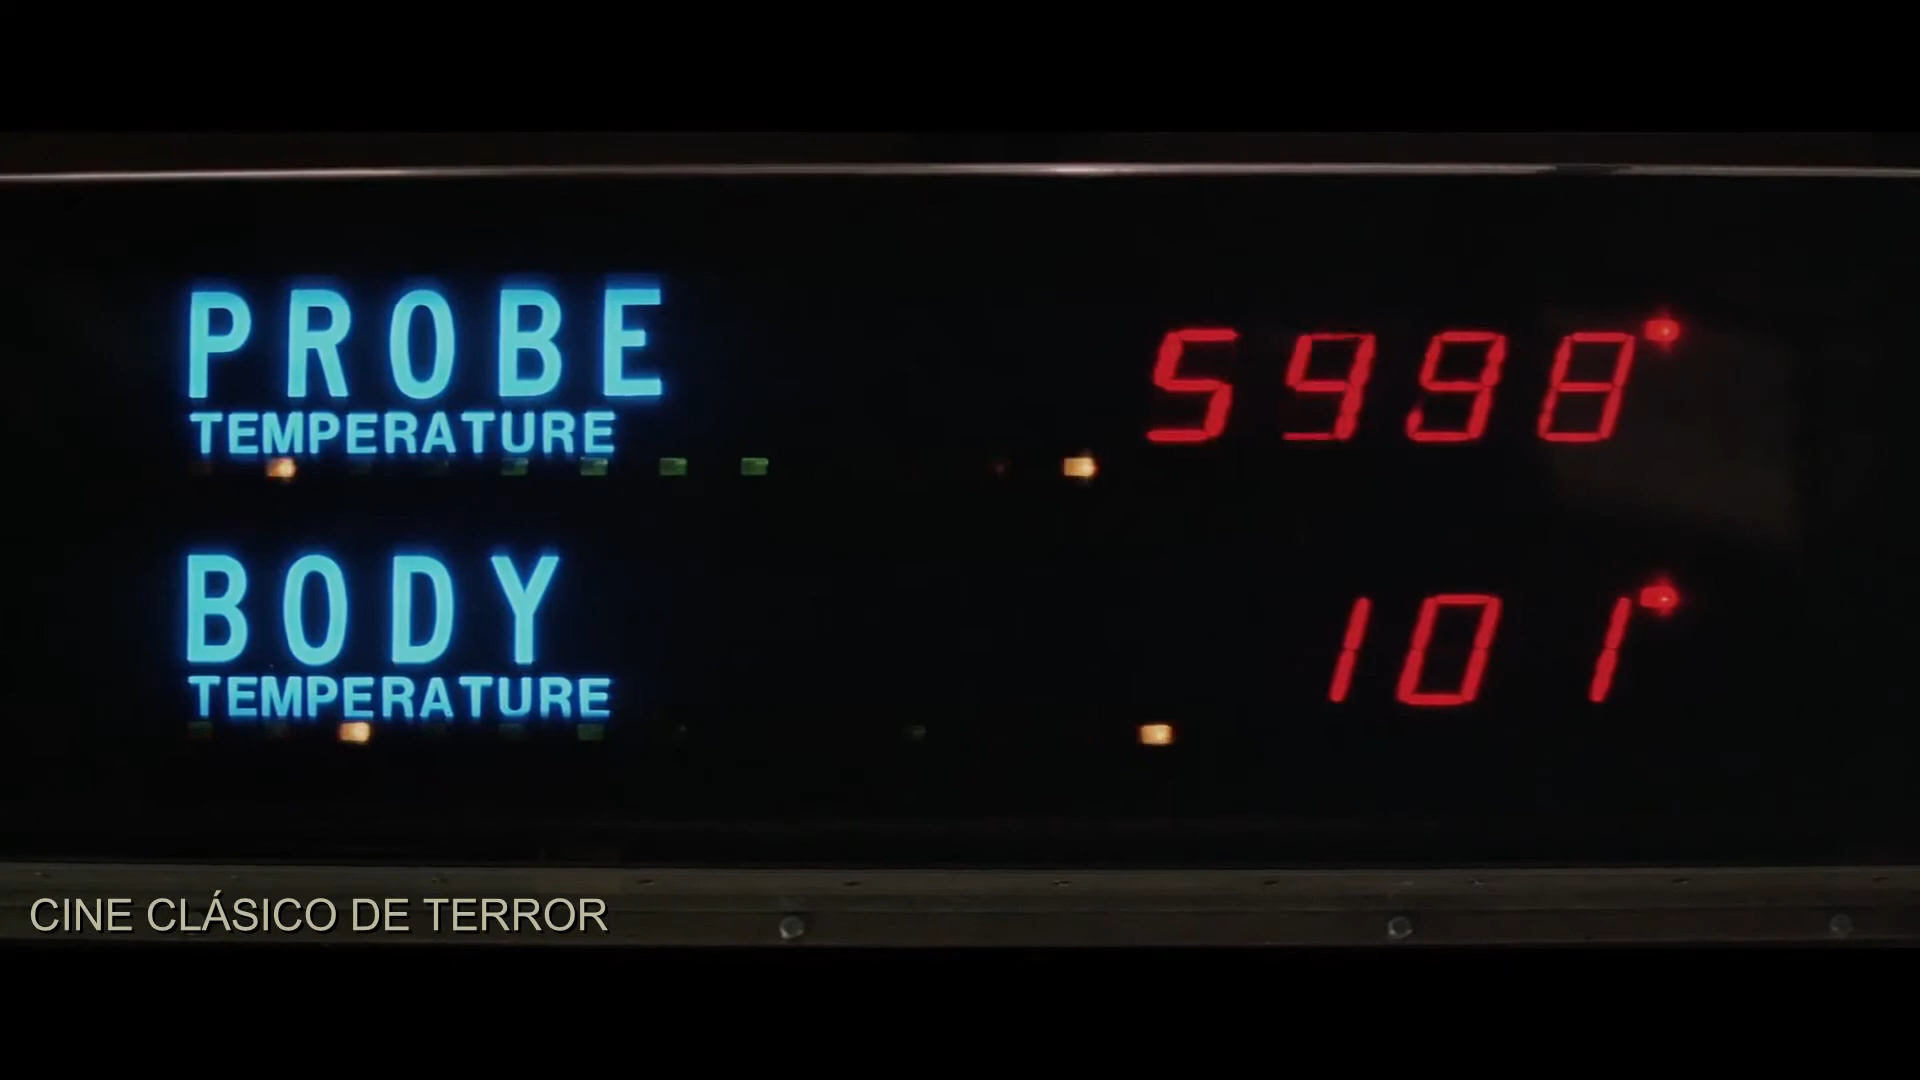 PROBE
TEMPERATURE
5998°
BODY
TEMPERATURE
101°
CINE CLÁSICO DE TERROR